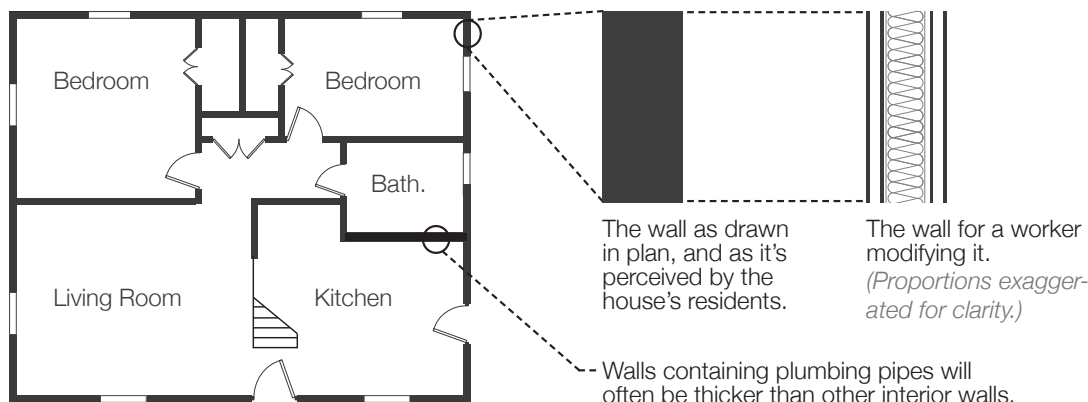 Bedroom
Bedroom
Bath.
Living Room
Kitchen
The wall as drawn
in plan, and as it's
perceived by the
house's residents.
The wall for a worker
modifying it.
(Proportions exagger-
ated for clarity.)
Walls containing plumbing pipes will
often be thicker than other interior walls.